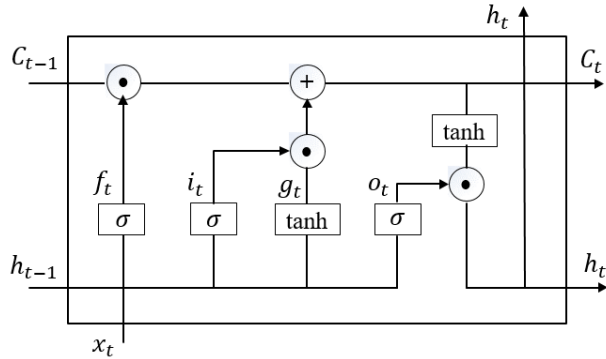 h_t
C_{t-1}
+
C_t
tanh
f_t
i_t
g_t
o_t
σ
σ
tanh
σ
h_{t-1}
h_t
x_t